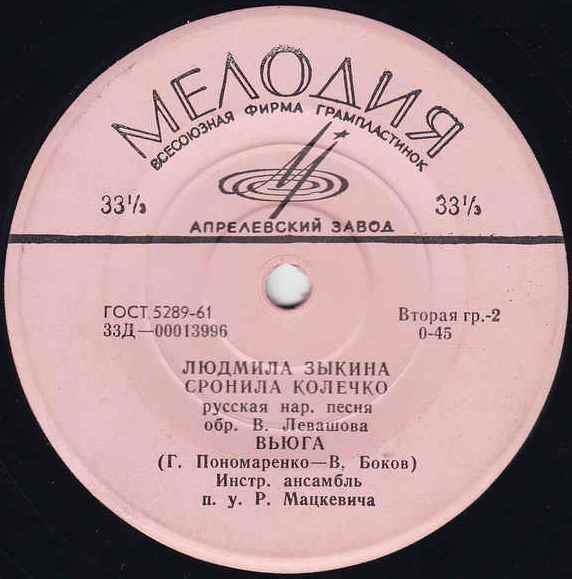 МЕЛОДИЯ
ВСЕСОЮЗНАЯ ФИРМА ГРАМПЛАСТИНОК
33⅓ 33⅓
АПРЕЛЕВСКИЙ ЗАВОД
ГОСТ 5289-61 Вторая гр.-2
33Д—00013996 0-45
ЛЮДМИЛА ЗЫКИНА
СРОНИЛА КОЛЕЧКО
русская нар. песня
обр. В. Левашова
ВЬЮГА
(Г. Пономаренко—В. Боков)
Инстр. ансамбль
п. у. Р. Мацкевича